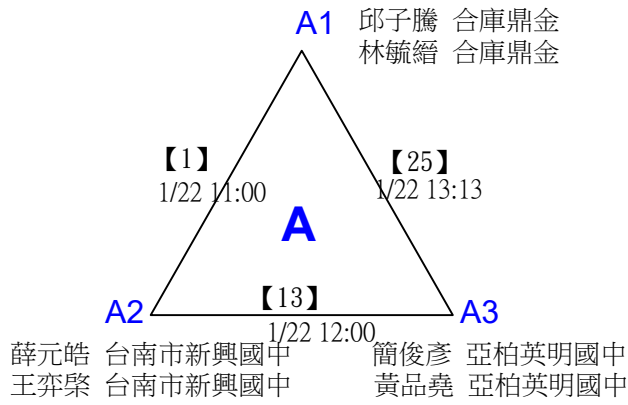 A1 邱子騰 合庫鼎金
林毓縉 合庫鼎金
【1】
1/22 11:00
【25】
1/22 13:13
A
【13】
1/22 12:00
A2
A3
薛元皓 台南市新興國中
王弈棨 台南市新興國中
簡俊彥 亞柏英明國中
黃品堯 亞柏英明國中